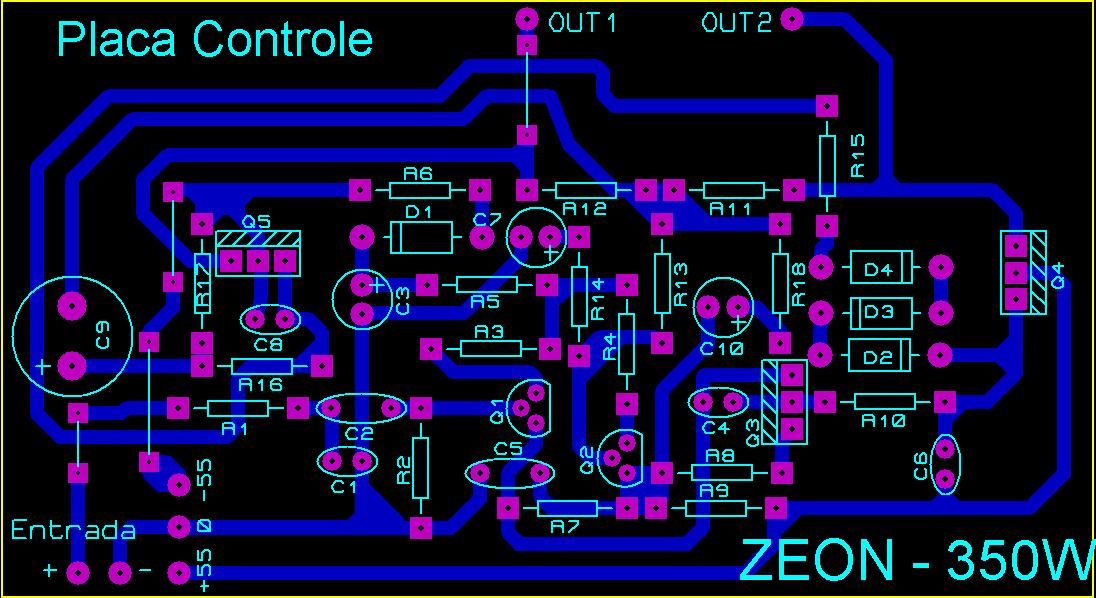 Placa Controle
OUT1
OUT2
R15
R6
R12
R11
D1
C7
Q5
R17
R5
C3
R14
R13
R18
D4
Q4
D3
D2
C9
+
+
+
+
C8
R16
R3
R4
C10
R1
C2
Q1
C4
Q3
R10
C1
R2
C5
Q2
R8
R9
C6
R7
-55
0
+55
Entrada
+ -
ZEON - 350W